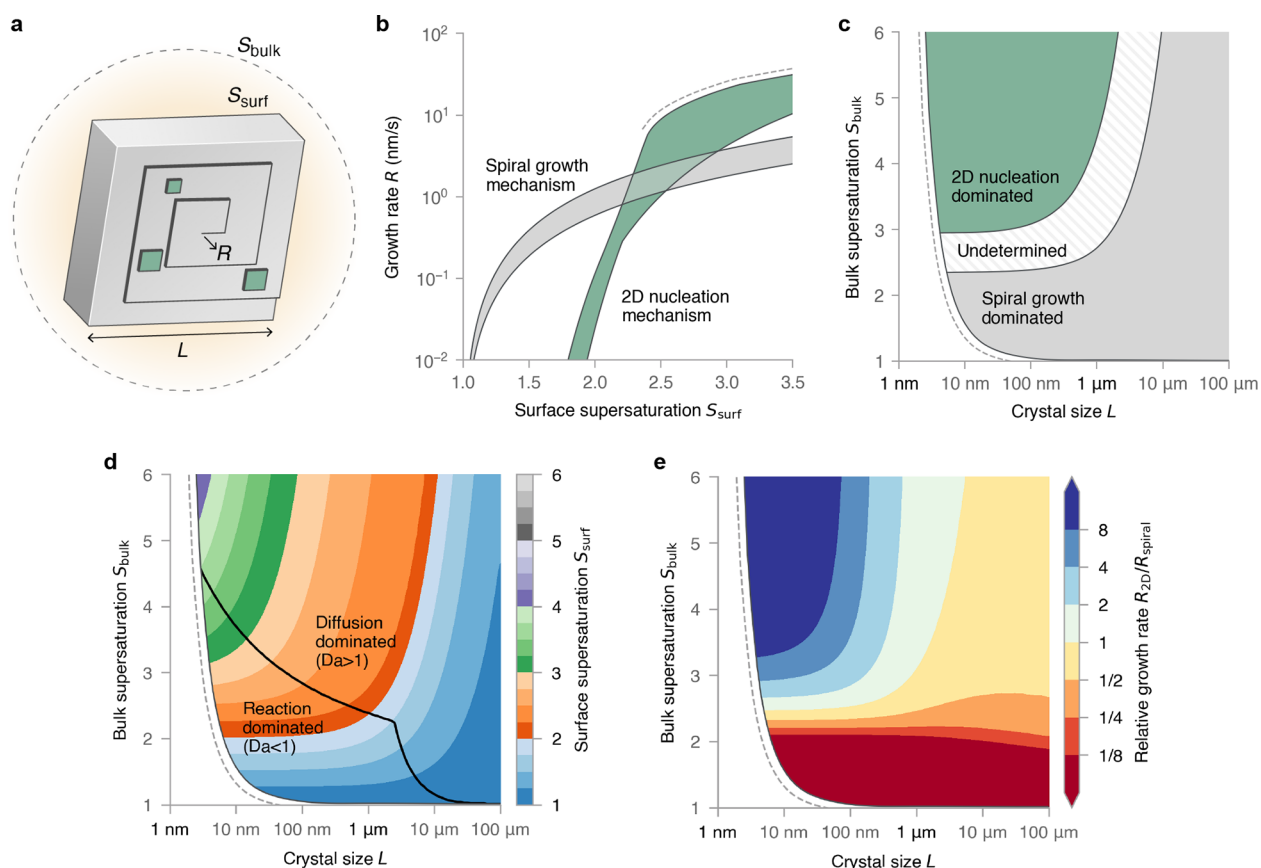 a
S_bulk
S_surf
R
L
b
10²
10¹
10⁰
10⁻¹
10⁻²
Growth rate R (nm/s)
Spiral growth
mechanism
2D nucleation
mechanism
1.0 1.5 2.0 2.5 3.0 3.5
Surface supersaturation S_surf
c
6
5
4
3
2
1
Bulk supersaturation S_bulk
2D nucleation
dominated
Undetermined
Spiral growth
dominated
1 nm 10 nm 100 nm 1 µm 10 µm 100 µm
Crystal size L
d
6
5
4
3
2
1
Bulk supersaturation S_bulk
Diffusion
dominated
(Da>1)
Reaction
dominated
(Da<1)
1 nm 10 nm 100 nm 1 µm 10 µm 100 µm
Crystal size L
6
5
4
3
2
1
Surface supersaturation S_surf
e
6
5
4
3
2
1
Bulk supersaturation S_bulk
1 nm 10 nm 100 nm 1 µm 10 µm 100 µm
Crystal size L
8
4
2
1
1/2
1/4
1/8
Relative growth rate R_2D/R_spiral